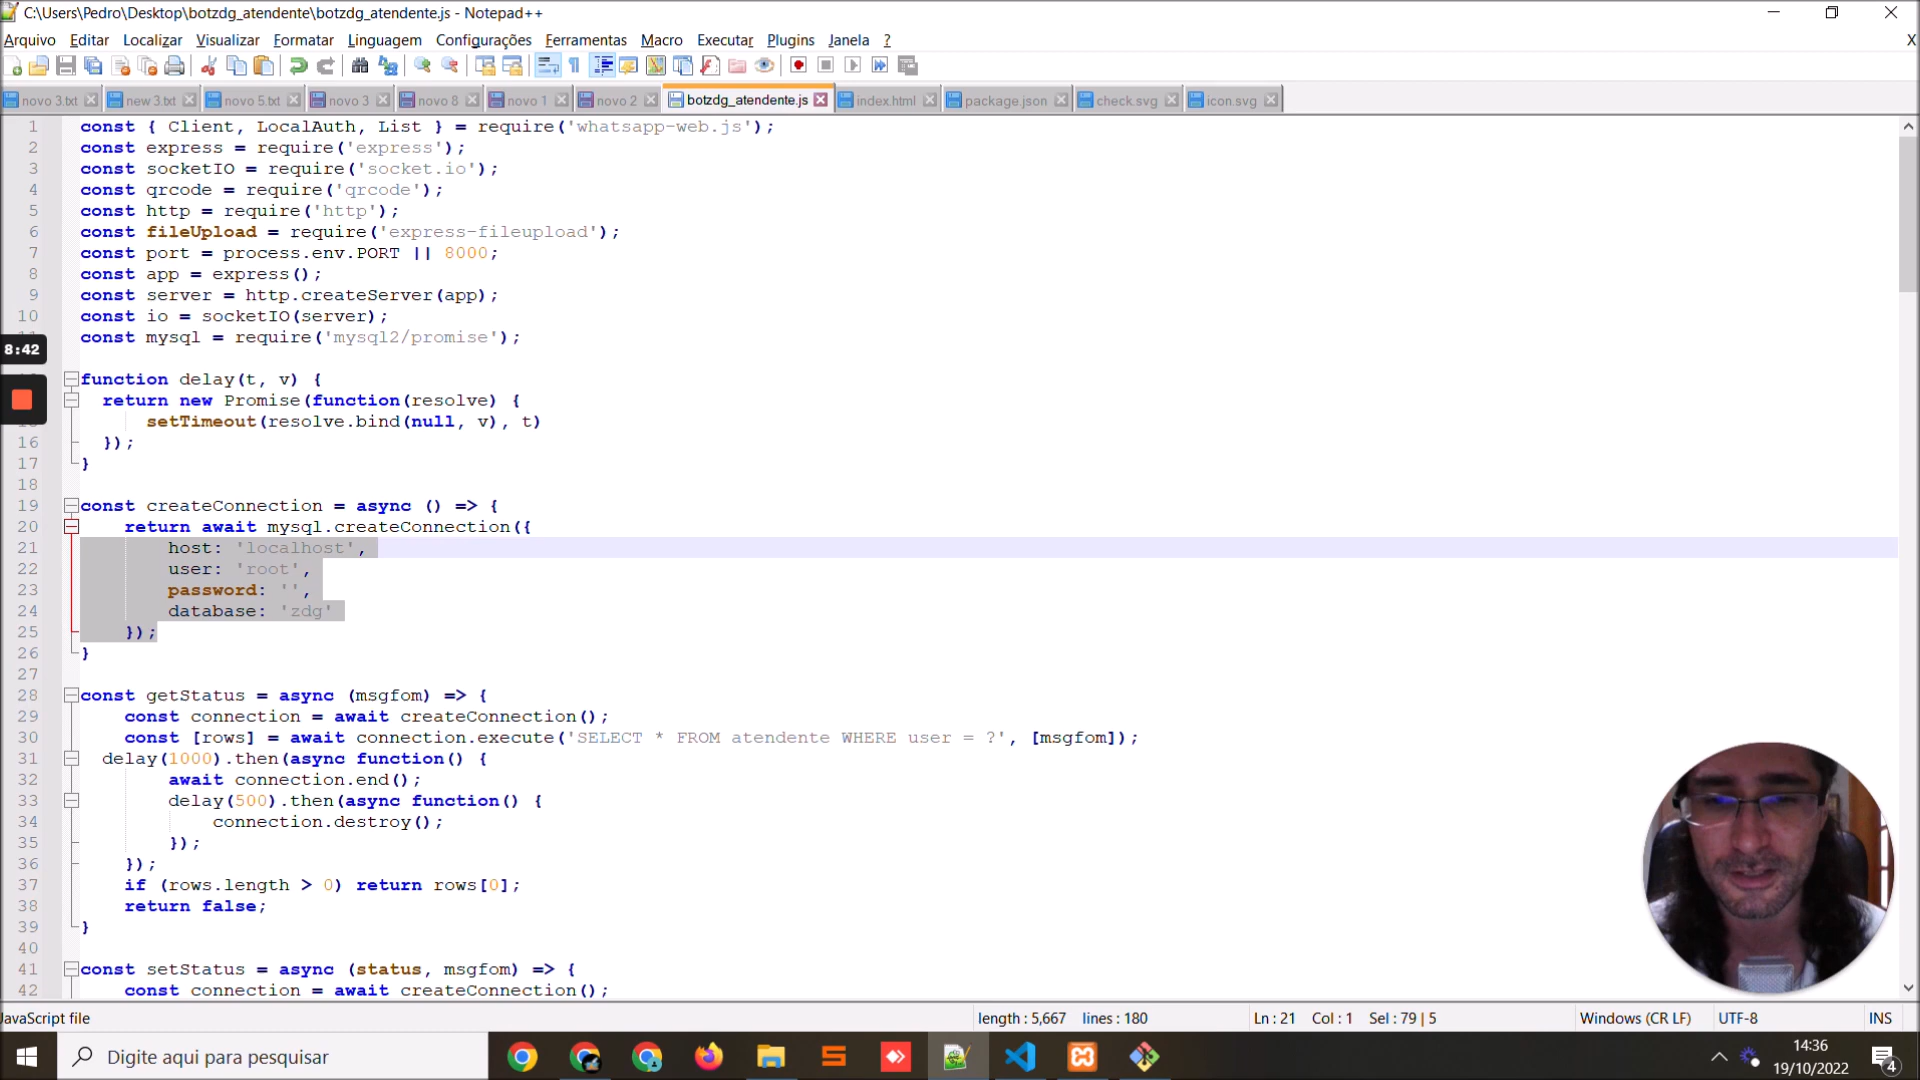 C:\Users\Pedro\Desktop\botzdg_atendente\botzdg_atendente.js - Notepad++
Arquivo Editar Localizar Visualizar Formatar Linguagem Configurações Ferramentas Macro Executar Plugins Janela ? X
novo 3.txt new 3.txt novo 5.txt novo 3 novo 8 novo 1 novo 2 botzdg_atendente.js index.html package.json check.svg icon.svg
1 const { Client, LocalAuth, List } = require('whatsapp-web.js');
2 const express = require('express');
3 const socketIO = require('socket.io');
4 const qrcode = require('qrcode');
5 const http = require('http');
6 const fileUpload = require('express-fileupload');
7 const port = process.env.PORT || 8000;
8 const app = express();
9 const server = http.createServer(app);
10 const io = socketIO(server);
const mysql = require('mysql2/promise');
8:42
function delay(t, v) {
return new Promise(function(resolve) {
setTimeout(resolve.bind(null, v), t)
16 });
17 }
18
19 const createConnection = async () => {
20 return await mysql.createConnection({
21 host: 'localhost',
22 user: 'root',
23 password: '',
24 database: 'zdg'
25 });
26 }
27
28 const getStatus = async (msgfom) => {
29 const connection = await createConnection();
30 const [rows] = await connection.execute('SELECT * FROM atendente WHERE user = ?', [msgfom]);
31 delay(1000).then(async function() {
32 await connection.end();
33 delay(500).then(async function() {
34 connection.destroy();
35 });
36 });
37 if (rows.length > 0) return rows[0];
38 return false;
39 }
40
41 const setStatus = async (status, msgfom) => {
42 const connection = await createConnection();
JavaScript file length : 5,667 lines : 180 Ln : 21 Col : 1 Sel : 79 | 5 Windows (CR LF) UTF-8 INS
Digite aqui para pesquisar
14:36
19/10/2022
4